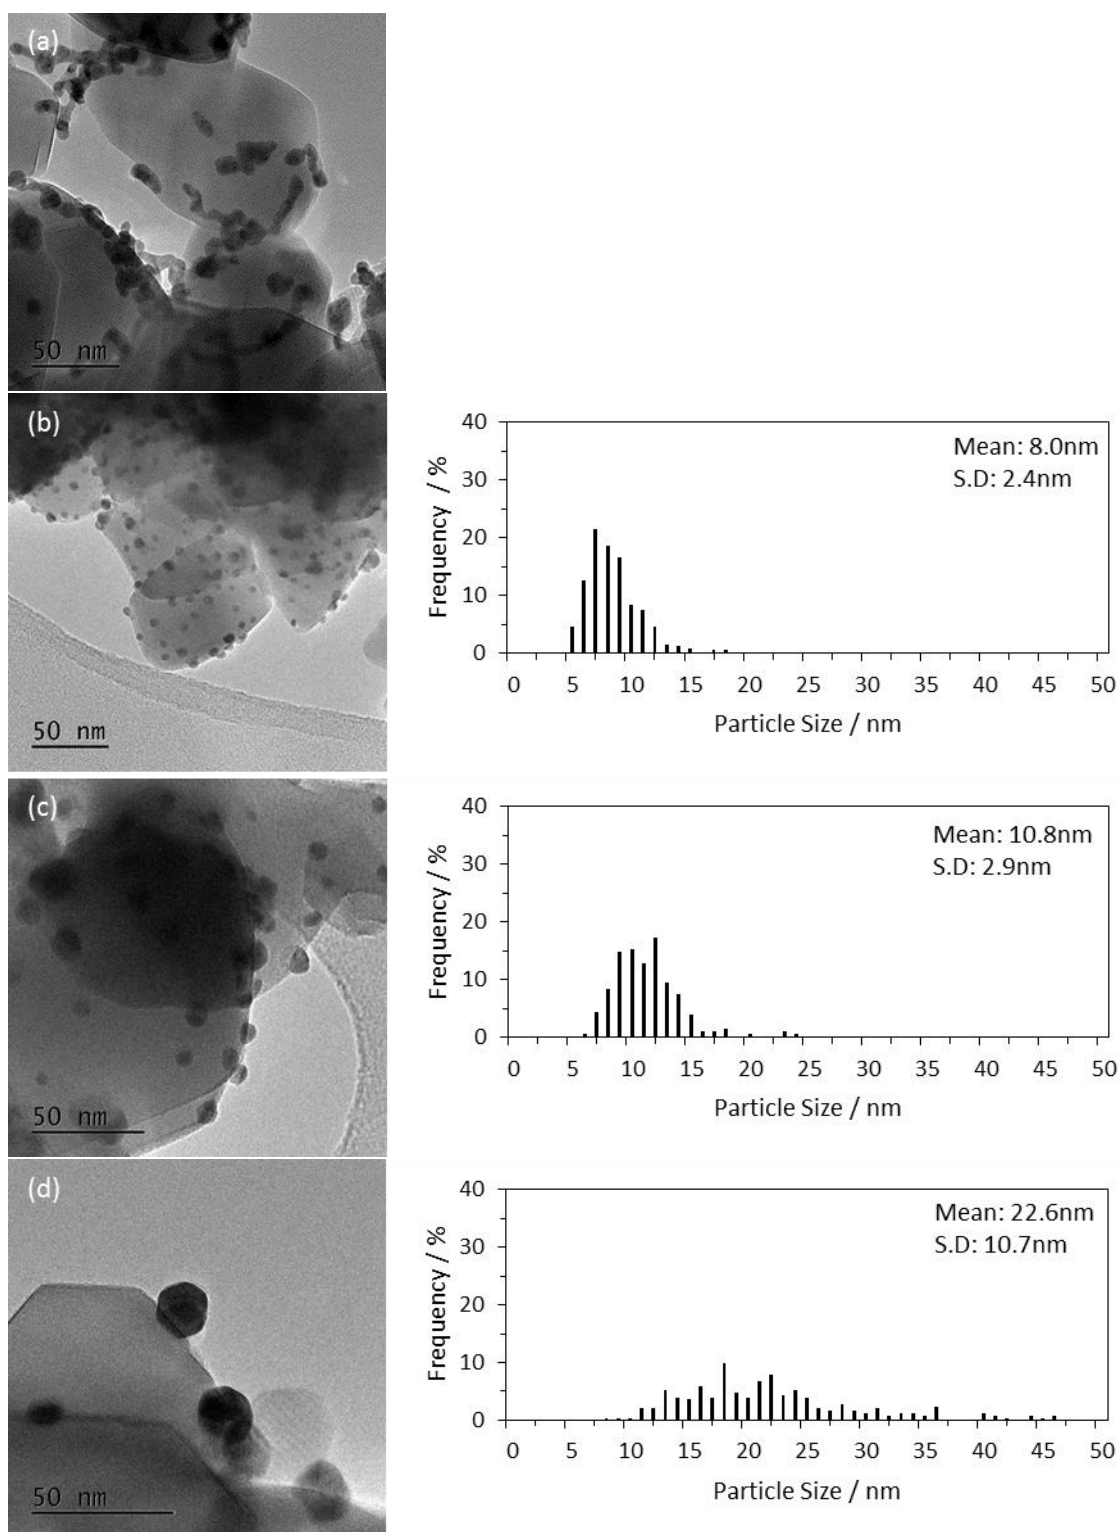 (a)
50 nm
(b)
50 nm
40
30
20
10
0
Frequency / %
Mean: 8.0nm
S.D: 2.4nm
0 5 10 15 20 25 30 35 40 45 50
Particle Size / nm
(c)
50 nm
40
30
20
10
0
Frequency / %
Mean: 10.8nm
S.D: 2.9nm
0 5 10 15 20 25 30 35 40 45 50
Particle Size / nm
(d)
50 nm
40
30
20
10
0
Frequency / %
Mean: 22.6nm
S.D: 10.7nm
0 5 10 15 20 25 30 35 40 45 50
Particle Size / nm